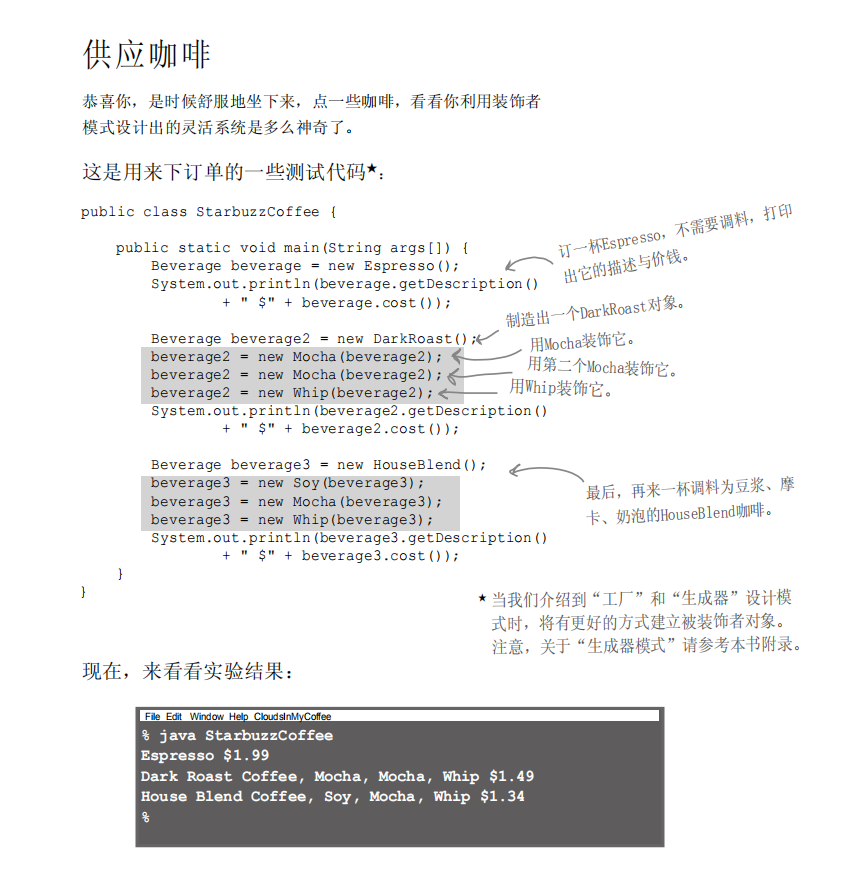 供应咖啡
恭喜你，是时候舒服地坐下来，点一些咖啡，看看你利用装饰者
模式设计出的灵活系统是多么神奇了。
这是用来下订单的一些测试代码★：
public class StarbuzzCoffee {
public static void main(String args[]) {
Beverage beverage = new Espresso();
System.out.println(beverage.getDescription()
+ " $" + beverage.cost());
订一杯Espresso，不需要调料，打印
出它的描述与价钱。
Beverage beverage2 = new DarkRoast();
beverage2 = new Mocha(beverage2);
beverage2 = new Mocha(beverage2);
beverage2 = new Whip(beverage2);
System.out.println(beverage2.getDescription()
+ " $" + beverage2.cost());
制造出一个DarkRoast对象。
用Mocha装饰它。
用第二个Mocha装饰它。
用Whip装饰它。
Beverage beverage3 = new HouseBlend();
beverage3 = new Soy(beverage3);
beverage3 = new Mocha(beverage3);
beverage3 = new Whip(beverage3);
System.out.println(beverage3.getDescription()
+ " $" + beverage3.cost());
}
}
最后，再来一杯调料为豆浆、摩
卡、奶泡的HouseBlend咖啡。
★ 当我们介绍到“工厂”和“生成器”设计模
式时，将有更好的方式建立被装饰者对象。
注意，关于“生成器模式”请参考本书附录。
现在，来看看实验结果：
File Edit Window Help CloudsInMyCoffee
% java StarbuzzCoffee
Espresso $1.99
Dark Roast Coffee, Mocha, Mocha, Whip $1.49
House Blend Coffee, Soy, Mocha, Whip $1.34
%